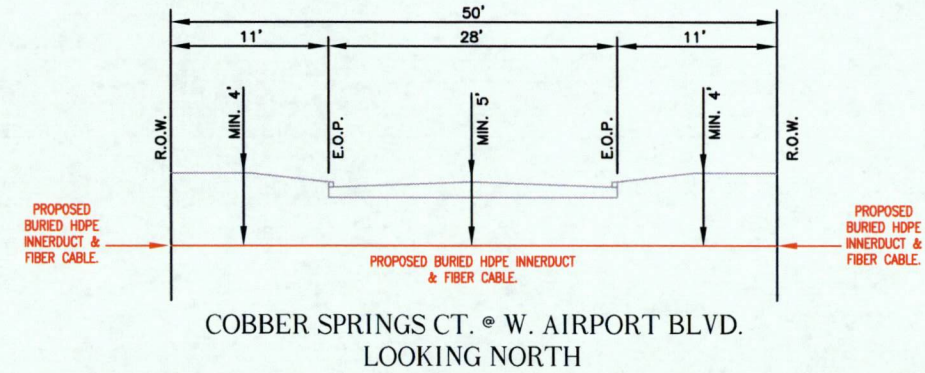 50'
11'
28'
11'
R.O.W.
MIN. 4'
E.O.P.
MIN. 5'
E.O.P.
MIN. 4'
R.O.W.
PROPOSED
BURIED HDPE
INNERDUCT &
FIBER CABLE.
PROPOSED BURIED HDPE INNERDUCT
& FIBER CABLE.
PROPOSED
BURIED HDPE
INNERDUCT &
FIBER CABLE.
COBBER SPRINGS CT. @ W. AIRPORT BLVD.
LOOKING NORTH